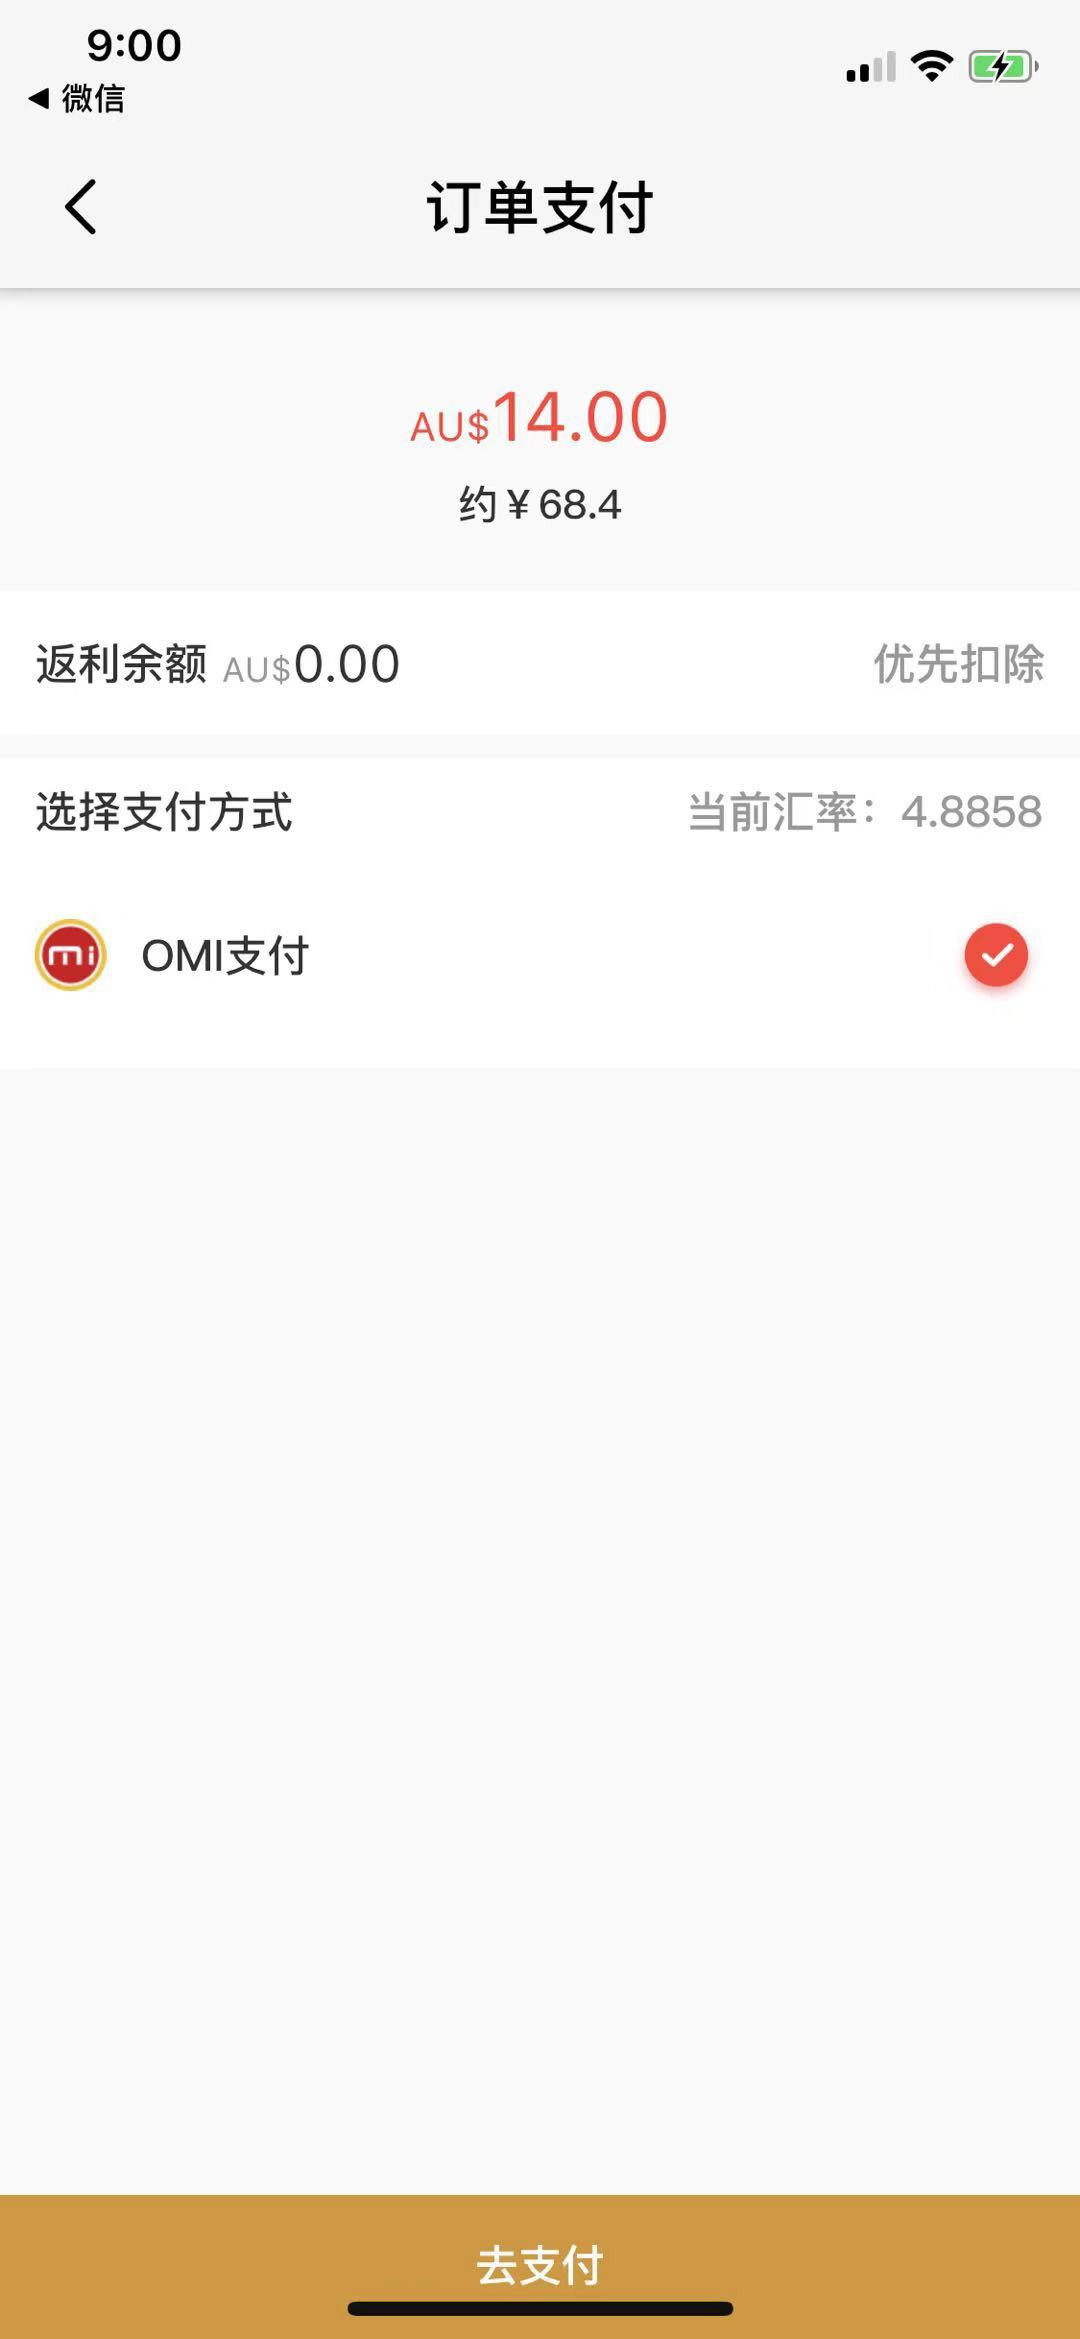 9:00
◀ 微信
订单支付
AU$14.00
约¥68.4
返利余额 AU$0.00 优先扣除
选择支付方式 当前汇率：4.8858
mi OMI支付
去支付